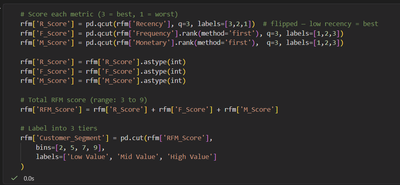 # Score each metric (3 = best, 1 = worst)
rfm['R_Score'] = pd.qcut(rfm['Recency'], q=3, labels=[3,2,1])  # flipped — low recency = best
rfm['F_Score'] = pd.qcut(rfm['Frequency'].rank(method='first'), q=3, labels=[1,2,3])
rfm['M_Score'] = pd.qcut(rfm['Monetary'].rank(method='first'), q=3, labels=[1,2,3])
rfm['R_Score'] = rfm['R_Score'].astype(int)
rfm['F_Score'] = rfm['F_Score'].astype(int)
rfm['M_Score'] = rfm['M_Score'].astype(int)
# Total RFM score (range: 3 to 9)
rfm['RFM_Score'] = rfm['R_Score'] + rfm['F_Score'] + rfm['M_Score']
# Label into 3 tiers
rfm['Customer_Segment'] = pd.cut(rfm['RFM_Score'],
    bins=[2, 5, 7, 9],
    labels=['Low Value', 'Mid Value', 'High Value']
)
0.0s